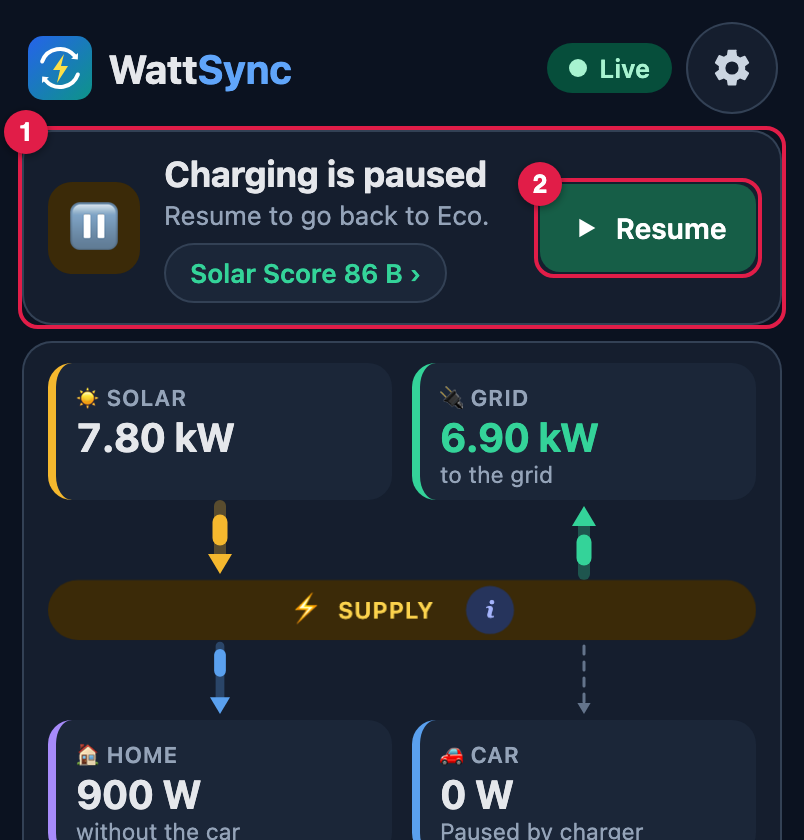 WattSync
Live
1
Charging is paused
2
Resume to go back to Eco.
Resume
Solar Score 86 B ›
SOLAR
7.80 kW
GRID
6.90 kW
to the grid
SUPPLY
i
HOME
900 W
without the car
CAR
0 W
Paused by charger